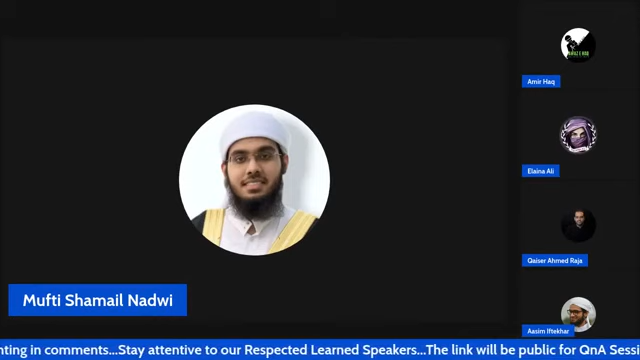 Amir Haq
Elaina Ali
Qaiser Ahmed Raja
Mufti Shamail Nadwi
Aasim Iftekhar
nting in comments...Stay attentive to our Respected Learned Speakers...The link will be public for QnA Sessi